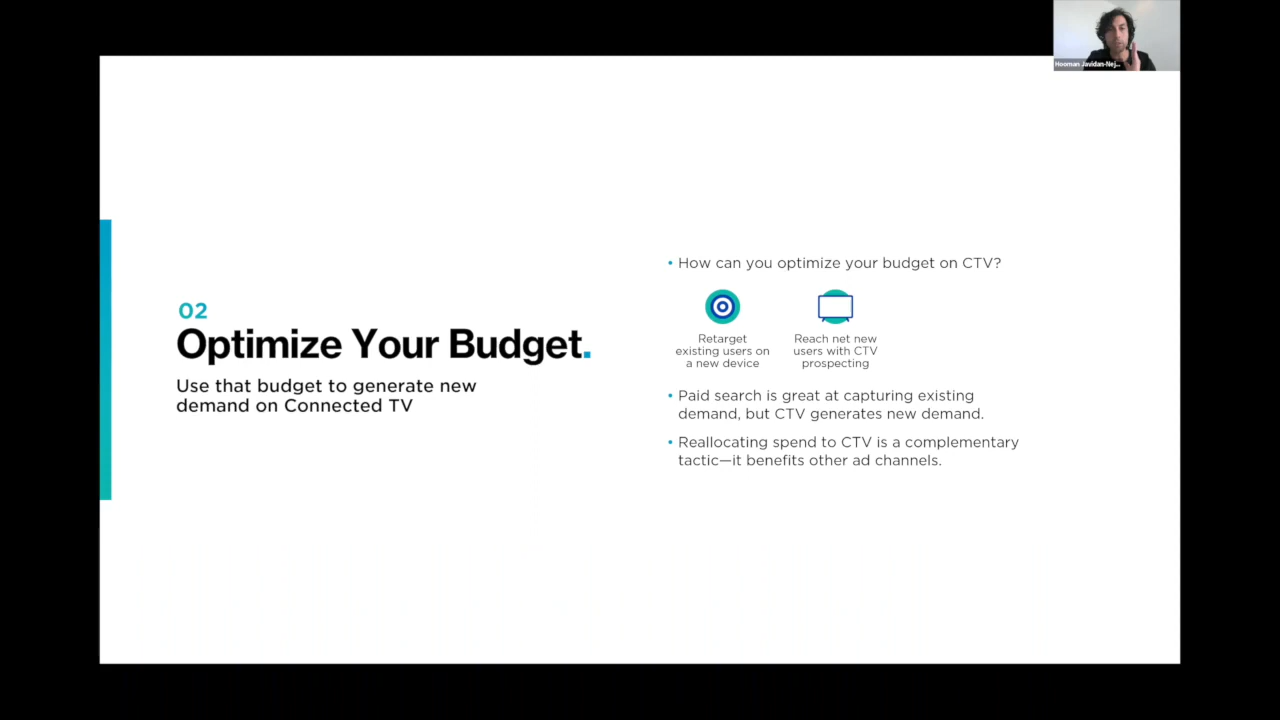 Hooman Javidan-Nej...
02
Optimize Your Budget.
Use that budget to generate new
demand on Connected TV
• How can you optimize your budget on CTV?
Retarget
existing users on
a new device
Reach net new
users with CTV
prospecting
• Paid search is great at capturing existing
demand, but CTV generates new demand.
• Reallocating spend to CTV is a complementary
tactic—it benefits other ad channels.